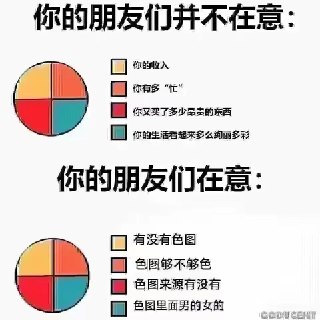 你的朋友们并不在意：
你的收入
你有多“忙”
你又买了多少昂贵的东西
你的生活看起来多么绚丽多彩
你的朋友们在意：
有没有色图
色图够不够色
色图来源有没有
色图里面男的女的